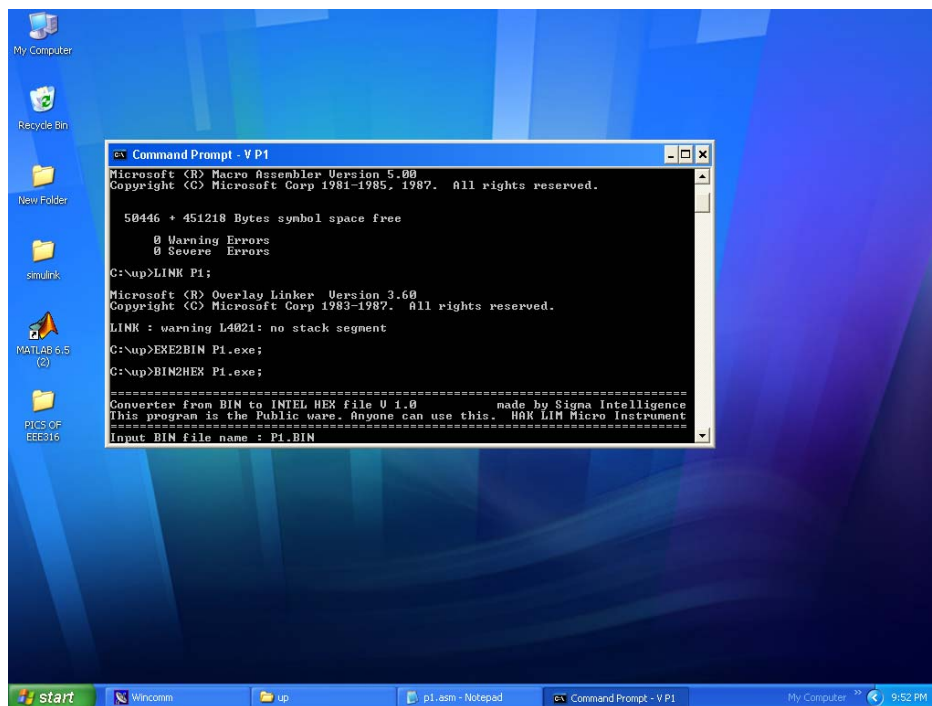 My Computer
Recycle Bin
New Folder
simulink
MATLAB 6.5
(2)
PICS OF
EEE316
Command Prompt - V P1
Microsoft (R) Macro Assembler Version 5.00
Copyright (C) Microsoft Corp 1981-1985, 1987. All rights reserved.
50446 + 451218 Bytes symbol space free
0 Warning Errors
0 Severe Errors
C:\up>LINK P1;
Microsoft (R) Overlay Linker Version 3.60
Copyright (C) Microsoft Corp 1983-1987. All rights reserved.
LINK : warning L4021: no stack segment
C:\up>EXE2BIN P1.exe;
C:\up>BIN2HEX P1.exe;
================================================================================
Converter from BIN to INTEL HEX file V 1.0 made by Sigma Intelligence
This program is the Public ware. Anyone can use this. HAK LIM Micro Instrument
================================================================================
Input BIN file name : P1.BIN
start
Wincomm
up
p1.asm - Notepad
Command Prompt - V P1
My Computer
»
9:52 PM